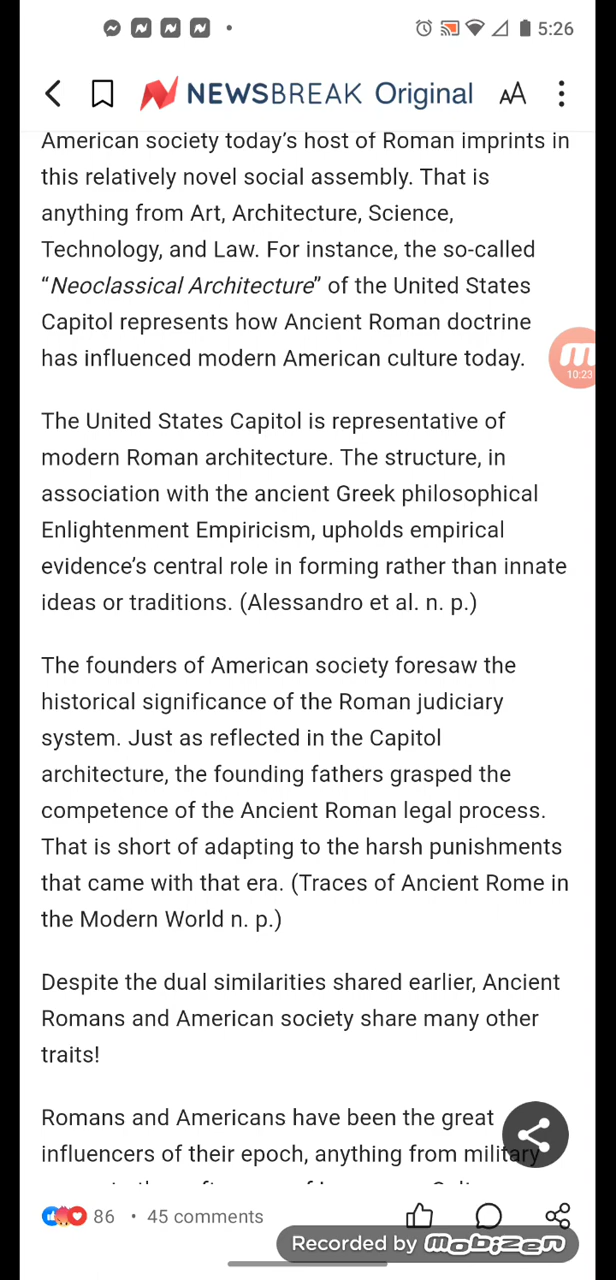 5:26
NEWSBREAK Original AA
American society today’s host of Roman imprints in
this relatively novel social assembly. That is
anything from Art, Architecture, Science,
Technology, and Law. For instance, the so-called
“Neoclassical Architecture” of the United States
Capitol represents how Ancient Roman doctrine
has influenced modern American culture today.
10:23
The United States Capitol is representative of
modern Roman architecture. The structure, in
association with the ancient Greek philosophical
Enlightenment Empiricism, upholds empirical
evidence’s central role in forming rather than innate
ideas or traditions. (Alessandro et al. n. p.)
The founders of American society foresaw the
historical significance of the Roman judiciary
system. Just as reflected in the Capitol
architecture, the founding fathers grasped the
competence of the Ancient Roman legal process.
That is short of adapting to the harsh punishments
that came with that era. (Traces of Ancient Rome in
the Modern World n. p.)
Despite the dual similarities shared earlier, Ancient
Romans and American society share many other
traits!
Romans and Americans have been the great
influencers of their epoch, anything from military
86 • 45 comments
Recorded by mobizen